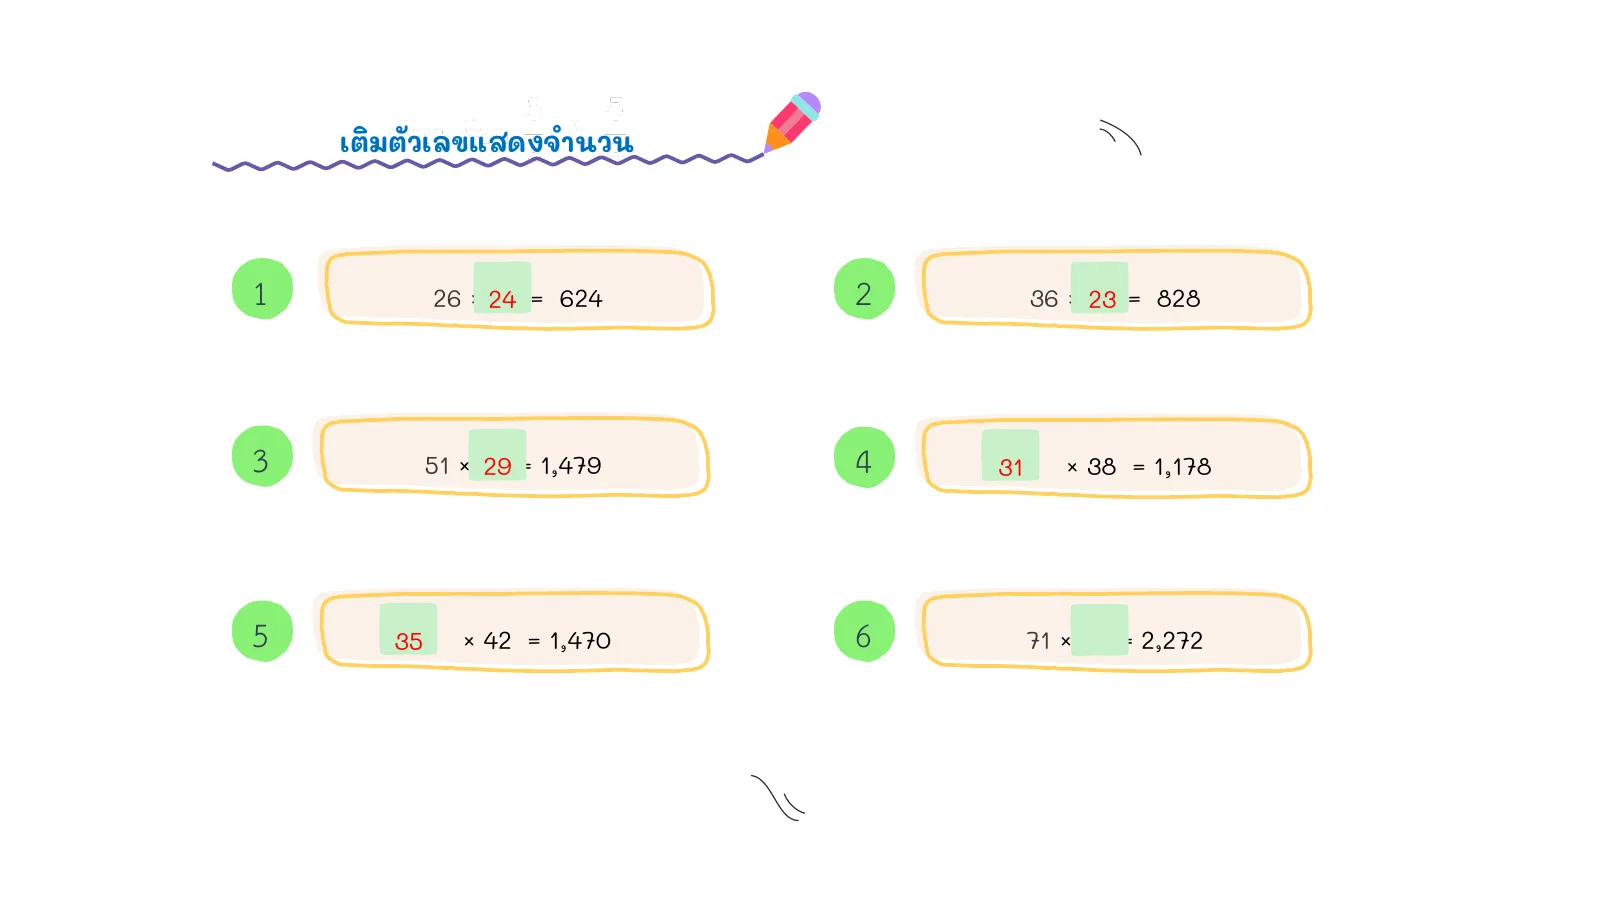 เติมตัวเลขแสดงจำนวน
1 26 × 24 = 624
2 36 × 23 = 828
3 51 × 29 = 1,479
4 31 × 38 = 1,178
5 35 × 42 = 1,470
6 71 × = 2,272